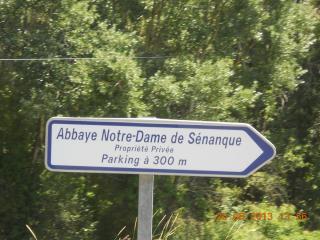 Abbaye Notre-Dame de Sénanque
Propriété Privée
Parking à 300 m